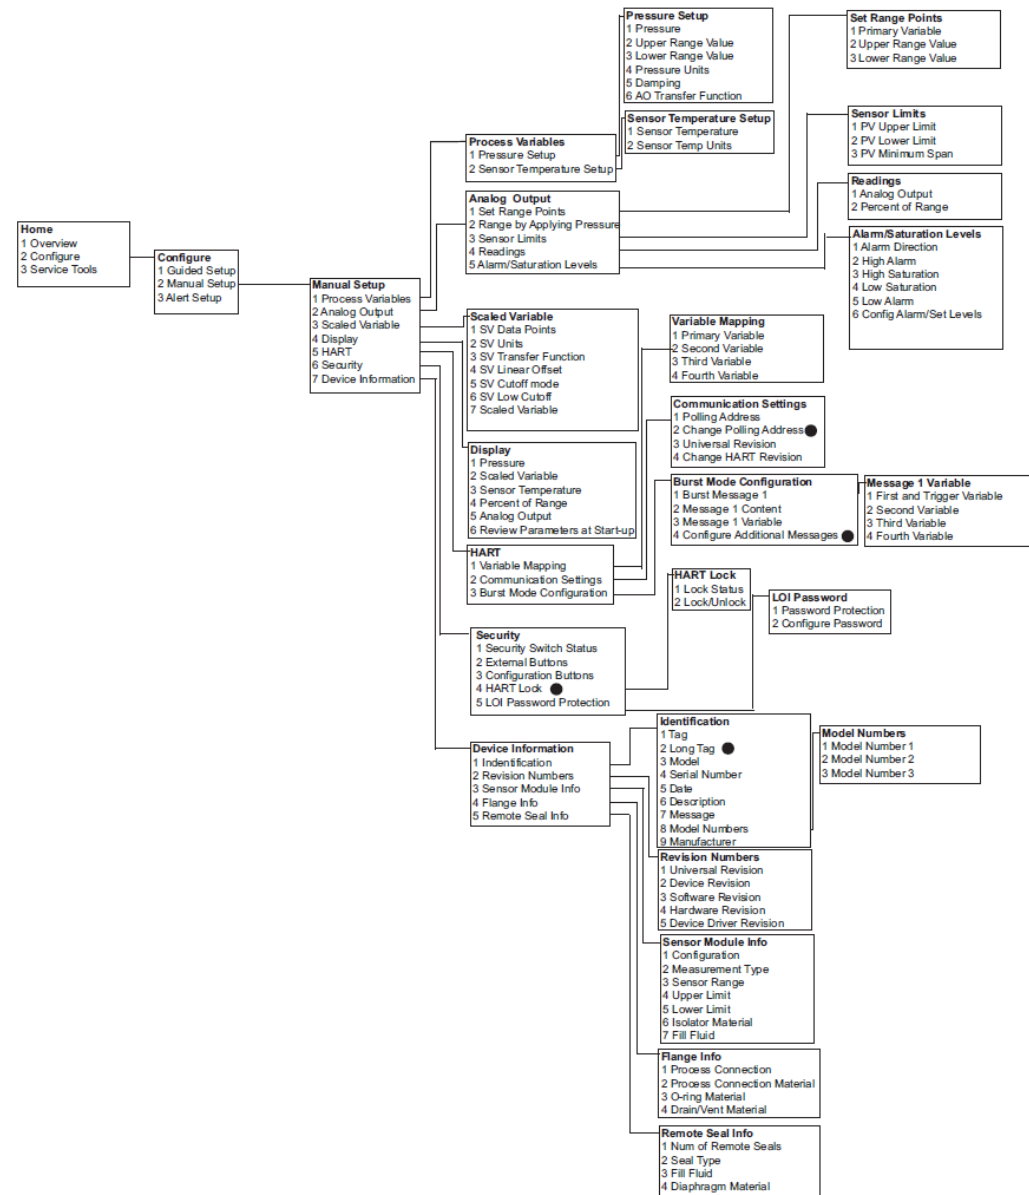 Home
1 Overview
2 Configure
3 Service Tools
Configure
1 Guided Setup
2 Manual Setup
3 Alert Setup
Manual Setup
1 Process Variables
2 Analog Output
3 Scaled Variable
4 Display
5 HART
6 Security
7 Device Information
Process Variables
1 Pressure Setup
2 Sensor Temperature Setup
Pressure Setup
1 Pressure
2 Upper Range Value
3 Lower Range Value
4 Pressure Units
5 Damping
6 AO Transfer Function
Sensor Temperature Setup
1 Sensor Temperature
2 Sensor Temp Units
Analog Output
1 Set Range Points
2 Range by Applying Pressure
3 Sensor Limits
4 Readings
5 Alarm/Saturation Levels
Set Range Points
1 Primary Variable
2 Upper Range Value
3 Lower Range Value
Sensor Limits
1 PV Upper Limit
2 PV Lower Limit
3 PV Minimum Span
Readings
1 Analog Output
2 Percent of Range
Alarm/Saturation Levels
1 Alarm Direction
2 High Alarm
3 High Saturation
4 Low Saturation
5 Low Alarm
6 Config Alarm/Set Levels
Scaled Variable
1 SV Data Points
2 SV Units
3 SV Transfer Function
4 SV Linear Offset
5 SV Cutoff mode
6 SV Low Cutoff
7 Scaled Variable
Display
1 Pressure
2 Scaled Variable
3 Sensor Temperature
4 Percent of Range
5 Analog Output
6 Review Parameters at Start-up
HART
1 Variable Mapping
2 Communication Settings
3 Burst Mode Configuration
Variable Mapping
1 Primary Variable
2 Second Variable
3 Third Variable
4 Fourth Variable
Communication Settings
1 Polling Address
2 Change Polling Address
3 Universal Revision
4 Change HART Revision
Burst Mode Configuration
1 Burst Message 1
2 Message 1 Content
3 Message 1 Variable
4 Configure Additional Messages
Message 1 Variable
1 First and Trigger Variable
2 Second Variable
3 Third Variable
4 Fourth Variable
Security
1 Security Switch Status
2 External Buttons
3 Configuration Buttons
4 HART Lock
5 LOI Password Protection
HART Lock
1 Lock Status
2 Lock/Unlock
LOI Password
1 Password Protection
2 Configure Password
Device Information
1 Indentification
2 Revision Numbers
3 Sensor Module Info
4 Flange Info
5 Remote Seal Info
Identification
1 Tag
2 Long Tag
3 Model
4 Serial Number
5 Date
6 Description
7 Message
8 Model Numbers
9 Manufacturer
Model Numbers
1 Model Number 1
2 Model Number 2
3 Model Number 3
Revision Numbers
1 Universal Revision
2 Device Revision
3 Software Revision
4 Hardware Revision
5 Device Driver Revision
Sensor Module Info
1 Configuration
2 Measurement Type
3 Sensor Range
4 Upper Limit
5 Lower Limit
6 Isolator Material
7 Fill Fluid
Flange Info
1 Process Connection
2 Process Connection Material
3 O-ring Material
4 Drain/Vent Material
Remote Seal Info
1 Num of Remote Seals
2 Seal Type
3 Fill Fluid
4 Diaphragm Material